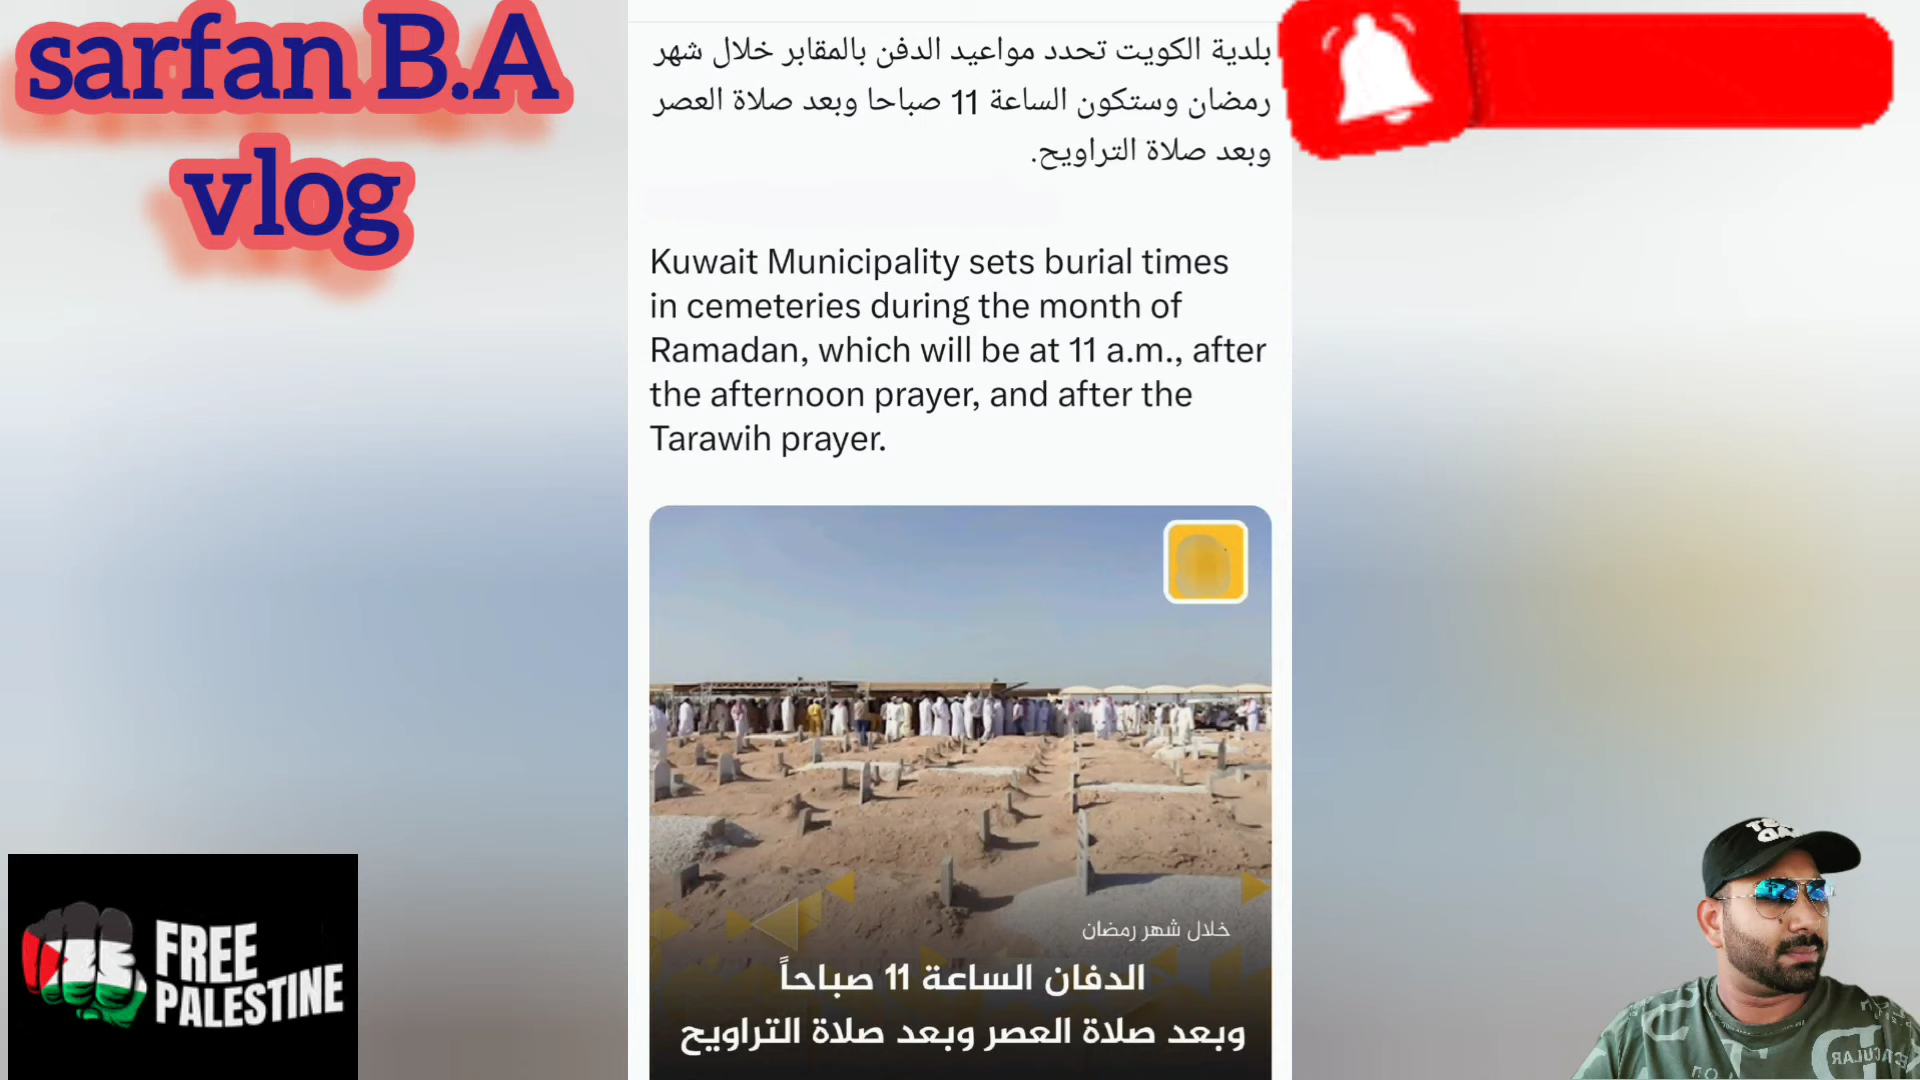 sarfan B.A
vlog
بلدية الكويت تحدد مواعيد الدفن بالمقابر خلال شهر
رمضان وستكون الساعة 11 صباحا وبعد صلاة العصر
وبعد صلاة التراويح.
Kuwait Municipality sets burial times
in cemeteries during the month of
Ramadan, which will be at 11 a.m., after
the afternoon prayer, and after the
Tarawih prayer.
خلال شهر رمضان
الدفان الساعة 11 صباحاً
وبعد صلاة العصر وبعد صلاة التراويح
FREE
PALESTINE